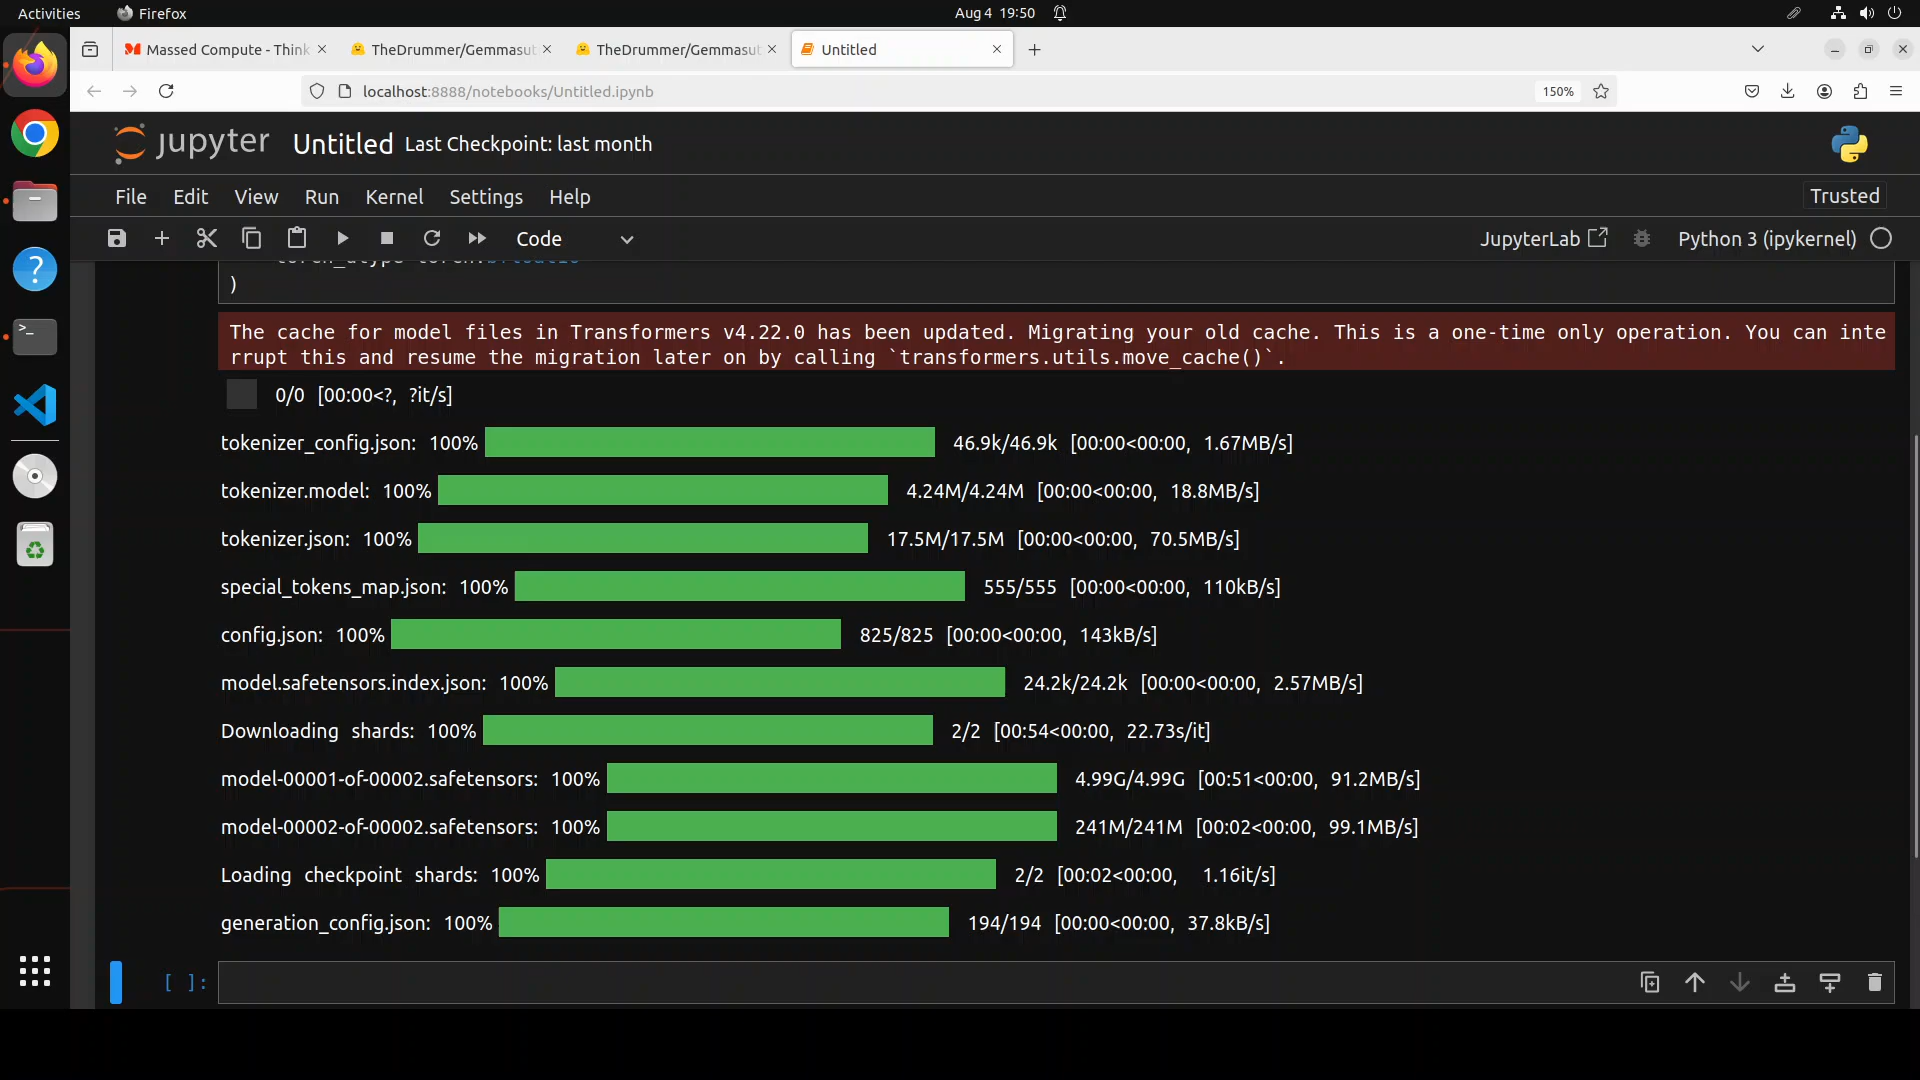 Activities Firefox Aug 4 19:50
Massed Compute - Think TheDrummer/Gemmasut TheDrummer/Gemmasut Untitled
localhost:8888/notebooks/Untitled.ipynb 150%
jupyter Untitled Last Checkpoint: last month
File Edit View Run Kernel Settings Help Trusted
Code JupyterLab Python 3 (ipykernel)
)
The cache for model files in Transformers v4.22.0 has been updated. Migrating your old cache. This is a one-time only operation. You can inte
rrupt this and resume the migration later on by calling `transformers.utils.move_cache()`.
0/0 [00:00<?, ?it/s]
tokenizer_config.json: 100% 46.9k/46.9k [00:00<00:00, 1.67MB/s]
tokenizer.model: 100% 4.24M/4.24M [00:00<00:00, 18.8MB/s]
tokenizer.json: 100% 17.5M/17.5M [00:00<00:00, 70.5MB/s]
special_tokens_map.json: 100% 555/555 [00:00<00:00, 110kB/s]
config.json: 100% 825/825 [00:00<00:00, 143kB/s]
model.safetensors.index.json: 100% 24.2k/24.2k [00:00<00:00, 2.57MB/s]
Downloading shards: 100% 2/2 [00:54<00:00, 22.73s/it]
model-00001-of-00002.safetensors: 100% 4.99G/4.99G [00:51<00:00, 91.2MB/s]
model-00002-of-00002.safetensors: 100% 241M/241M [00:02<00:00, 99.1MB/s]
Loading checkpoint shards: 100% 2/2 [00:02<00:00, 1.16it/s]
generation_config.json: 100% 194/194 [00:00<00:00, 37.8kB/s]
[ ]: